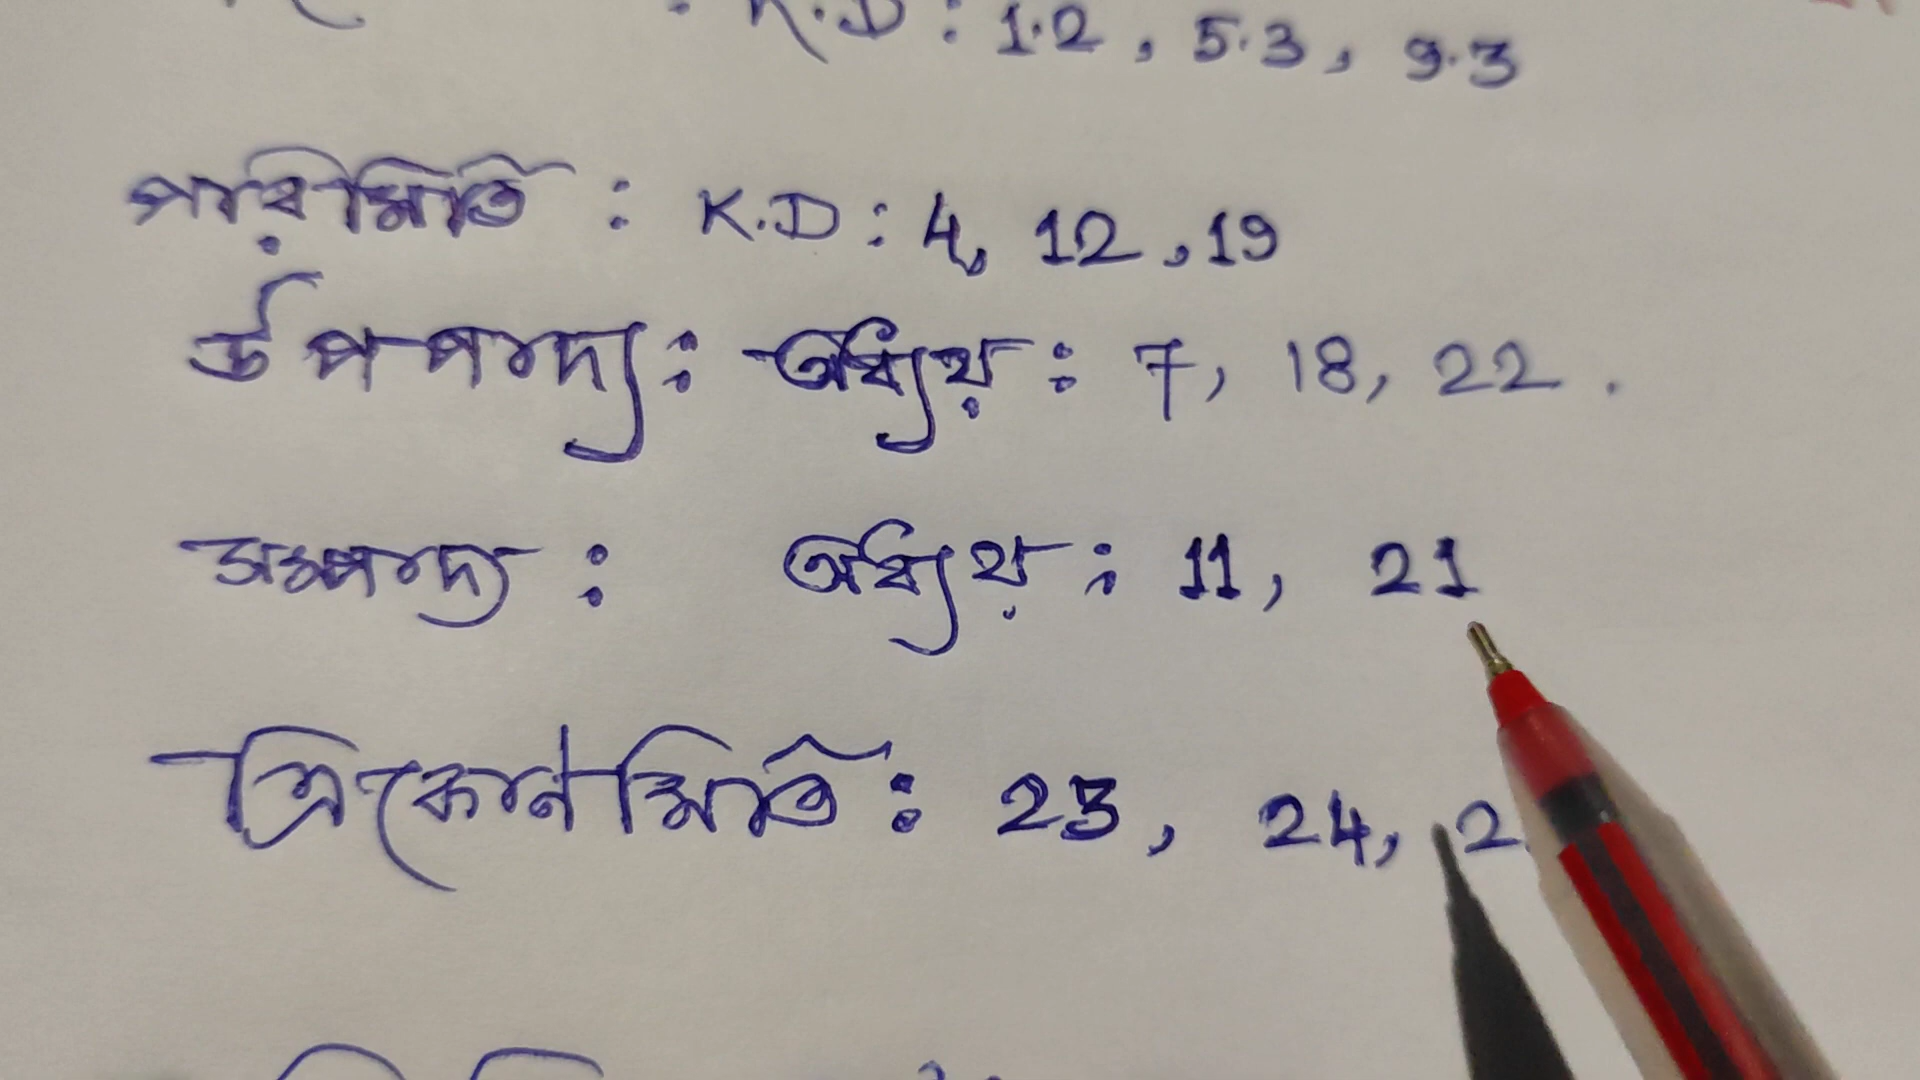 K.D : 1.2, 5.3, 9.3
পরিমিতি : K.D : 4, 12, 19
উপপাদ্য : অধ্যায় : 7, 18, 22.
সম্পাদ্য : অধ্যায় : 11, 21
ত্রিকোণমিতি : 23, 24, 2